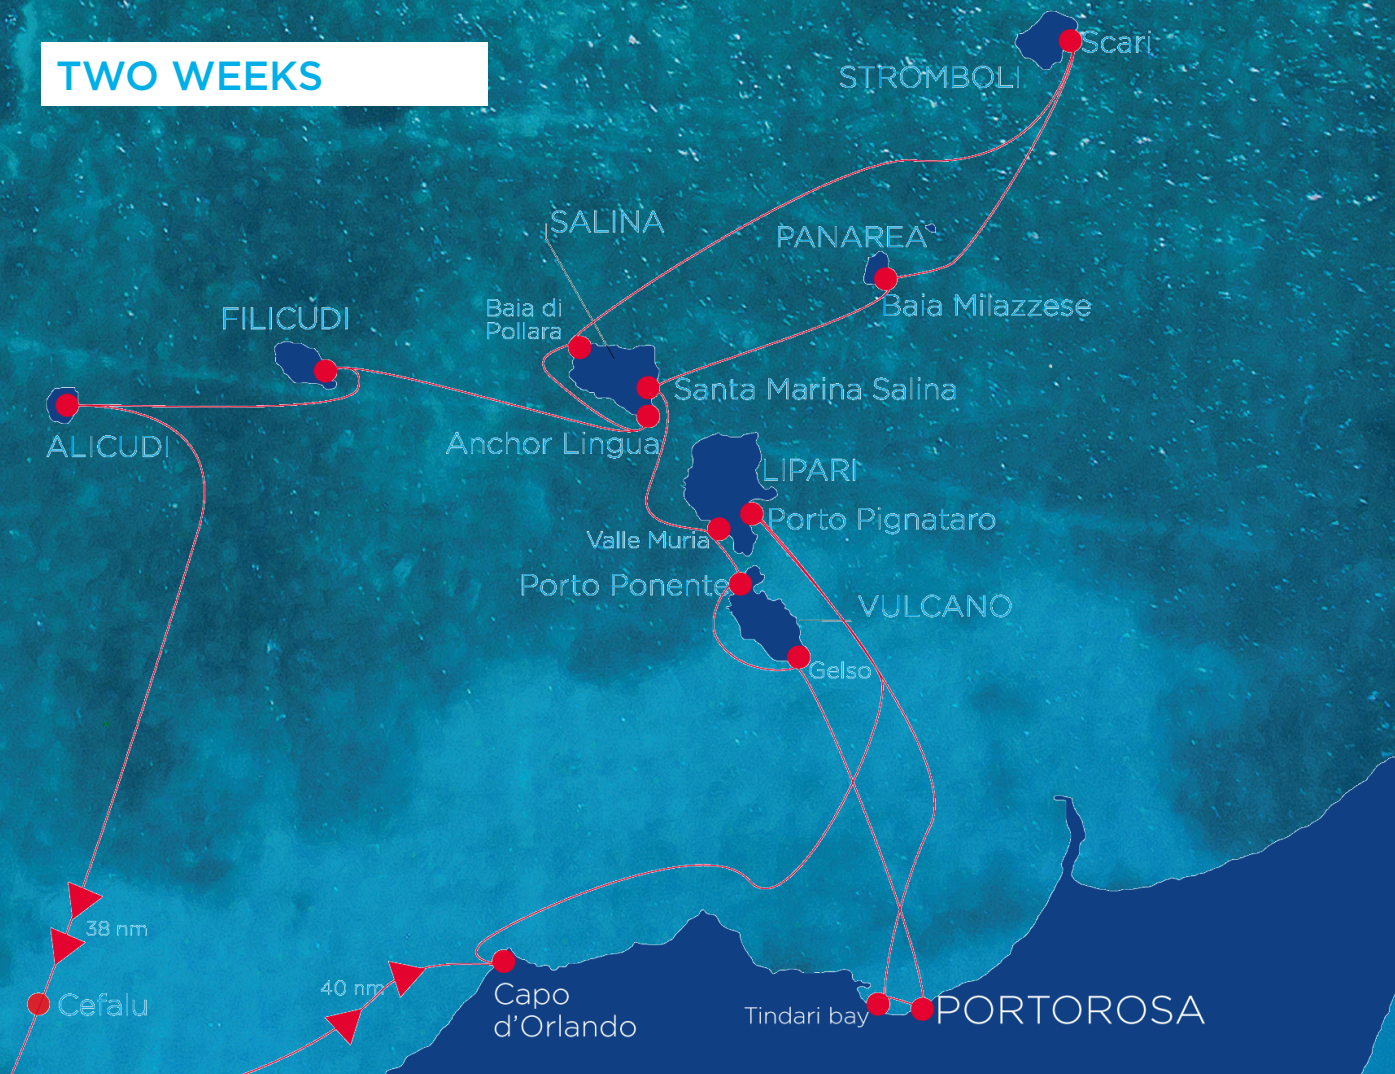 TWO WEEKS
Scari
STROMBOLI
SALINA
PANAREA
Baia di
Pollara
Baia Milazzese
FILICUDI
Santa Marina Salina
ALICUDI
Anchor Lingua
LIPARI
Porto Pignataro
Valle Muria
Porto Ponente
VULCANO
Gelso
38 nm
40 nm
Cefalu
Capo
d'Orlando
Tindari bay
PORTOROSA